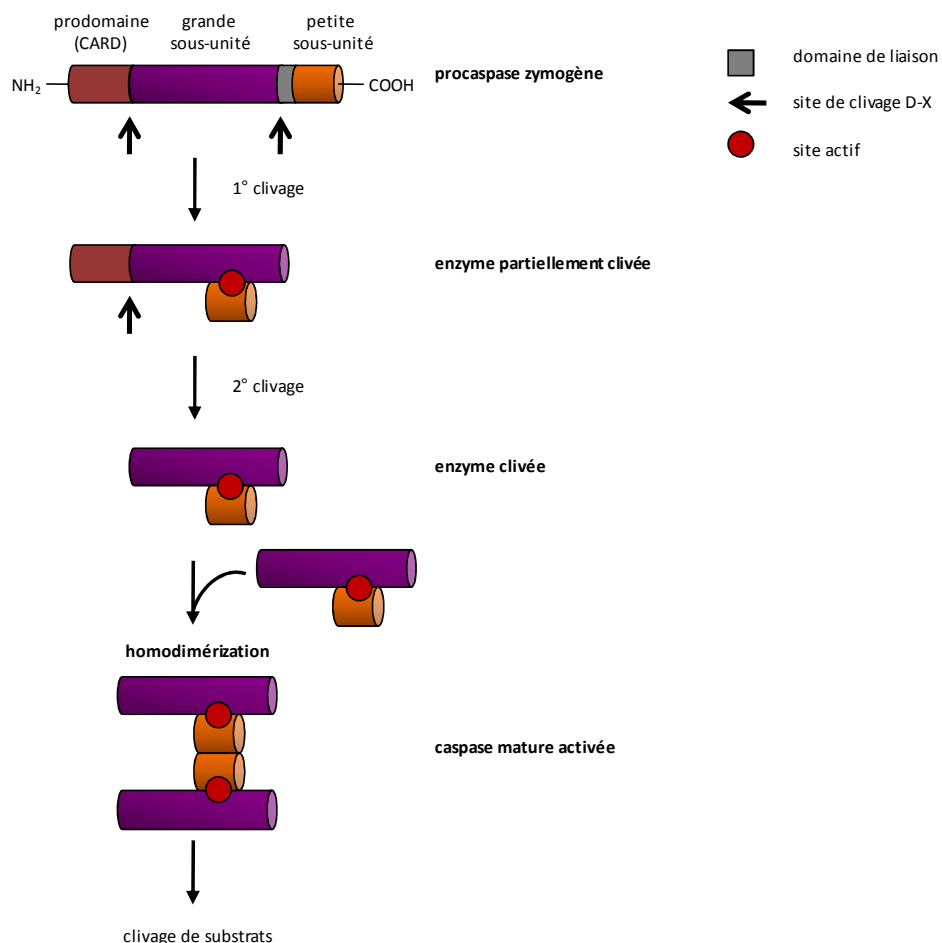 prodomaine
(CARD)
grande
sous-unité
petite
sous-unité
NH2
COOH
procaspase zymogène
domaine de liaison
site de clivage D-X
site actif
1° clivage
enzyme partiellement clivée
2° clivage
enzyme clivée
homodimérization
caspase mature activée
clivage de substrats